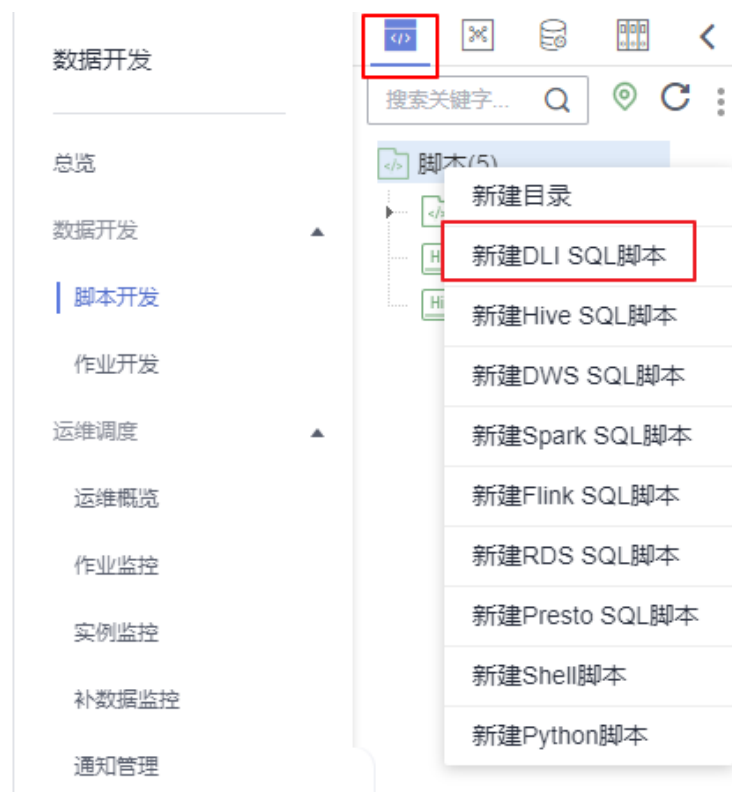 数据开发
总览
数据开发
脚本开发
作业开发
运维调度
运维概览
作业监控
实例监控
补数据监控
通知管理
</>
搜索关键字...
脚本(5)
新建目录
新建DLI SQL脚本
新建Hive SQL脚本
新建DWS SQL脚本
新建Spark SQL脚本
新建Flink SQL脚本
新建RDS SQL脚本
新建Presto SQL脚本
新建Shell脚本
新建Python脚本